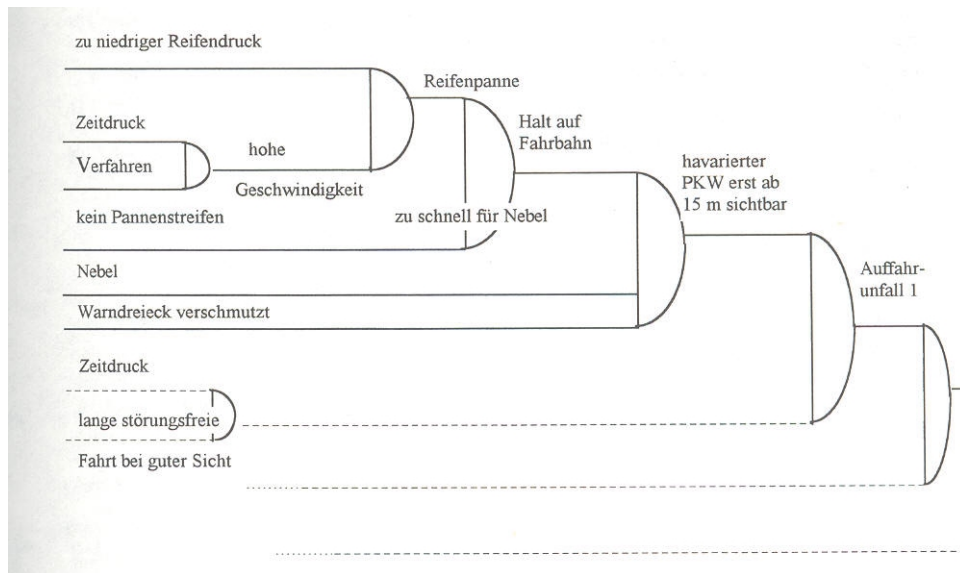 zu niedriger Reifendruck
Reifenpanne
Zeitdruck
Halt auf
Fahrbahn
hohe
Verfahren
Geschwindigkeit
havarierter
PKW erst ab
15 m sichtbar
kein Pannenstreifen
zu schnell für Nebel
Nebel
Auffahr-
unfall 1
Warndreieck verschmutzt
Zeitdruck
lange störungsfreie
Fahrt bei guter Sicht